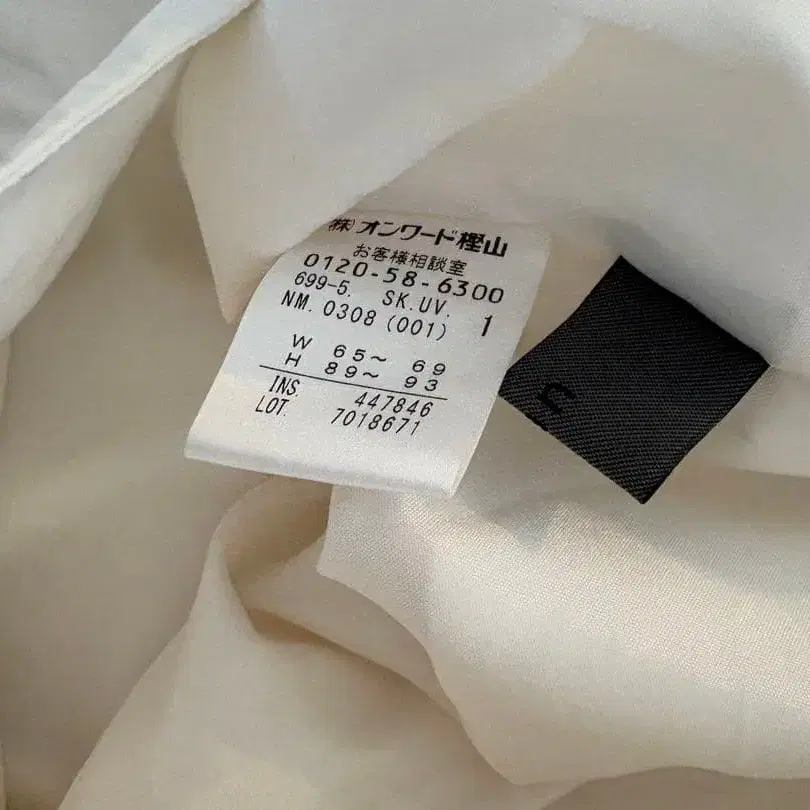 ㈱オンワード樫山
お客様相談室
0120-58-6300
699-5. SK.UV.
NM. 0308 (001) 1
W 65～ 69
H 89～ 93
INS. 447846
LOT. 7018671